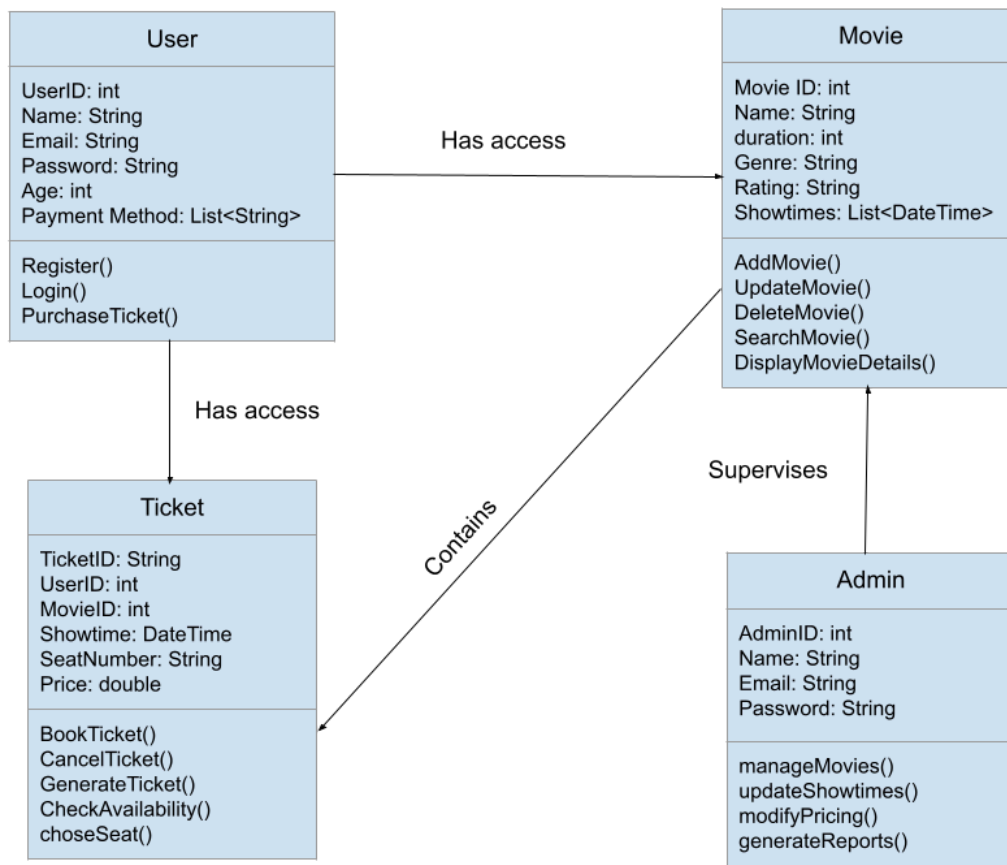 User
UserID: int
Name: String
Email: String
Password: String
Age: int
Payment Method: List<String>
Register()
Login()
PurchaseTicket()
Has access
Movie
Movie ID: int
Name: String
duration: int
Genre: String
Rating: String
Showtimes: List<DateTime>
AddMovie()
UpdateMovie()
DeleteMovie()
SearchMovie()
DisplayMovieDetails()
Has access
Contains
Supervises
Ticket
TicketID: String
UserID: int
MovieID: int
Showtime: DateTime
SeatNumber: String
Price: double
BookTicket()
CancelTicket()
GenerateTicket()
CheckAvailability()
choseSeat()
Admin
AdminID: int
Name: String
Email: String
Password: String
manageMovies()
updateShowtimes()
modifyPricing()
generateReports()